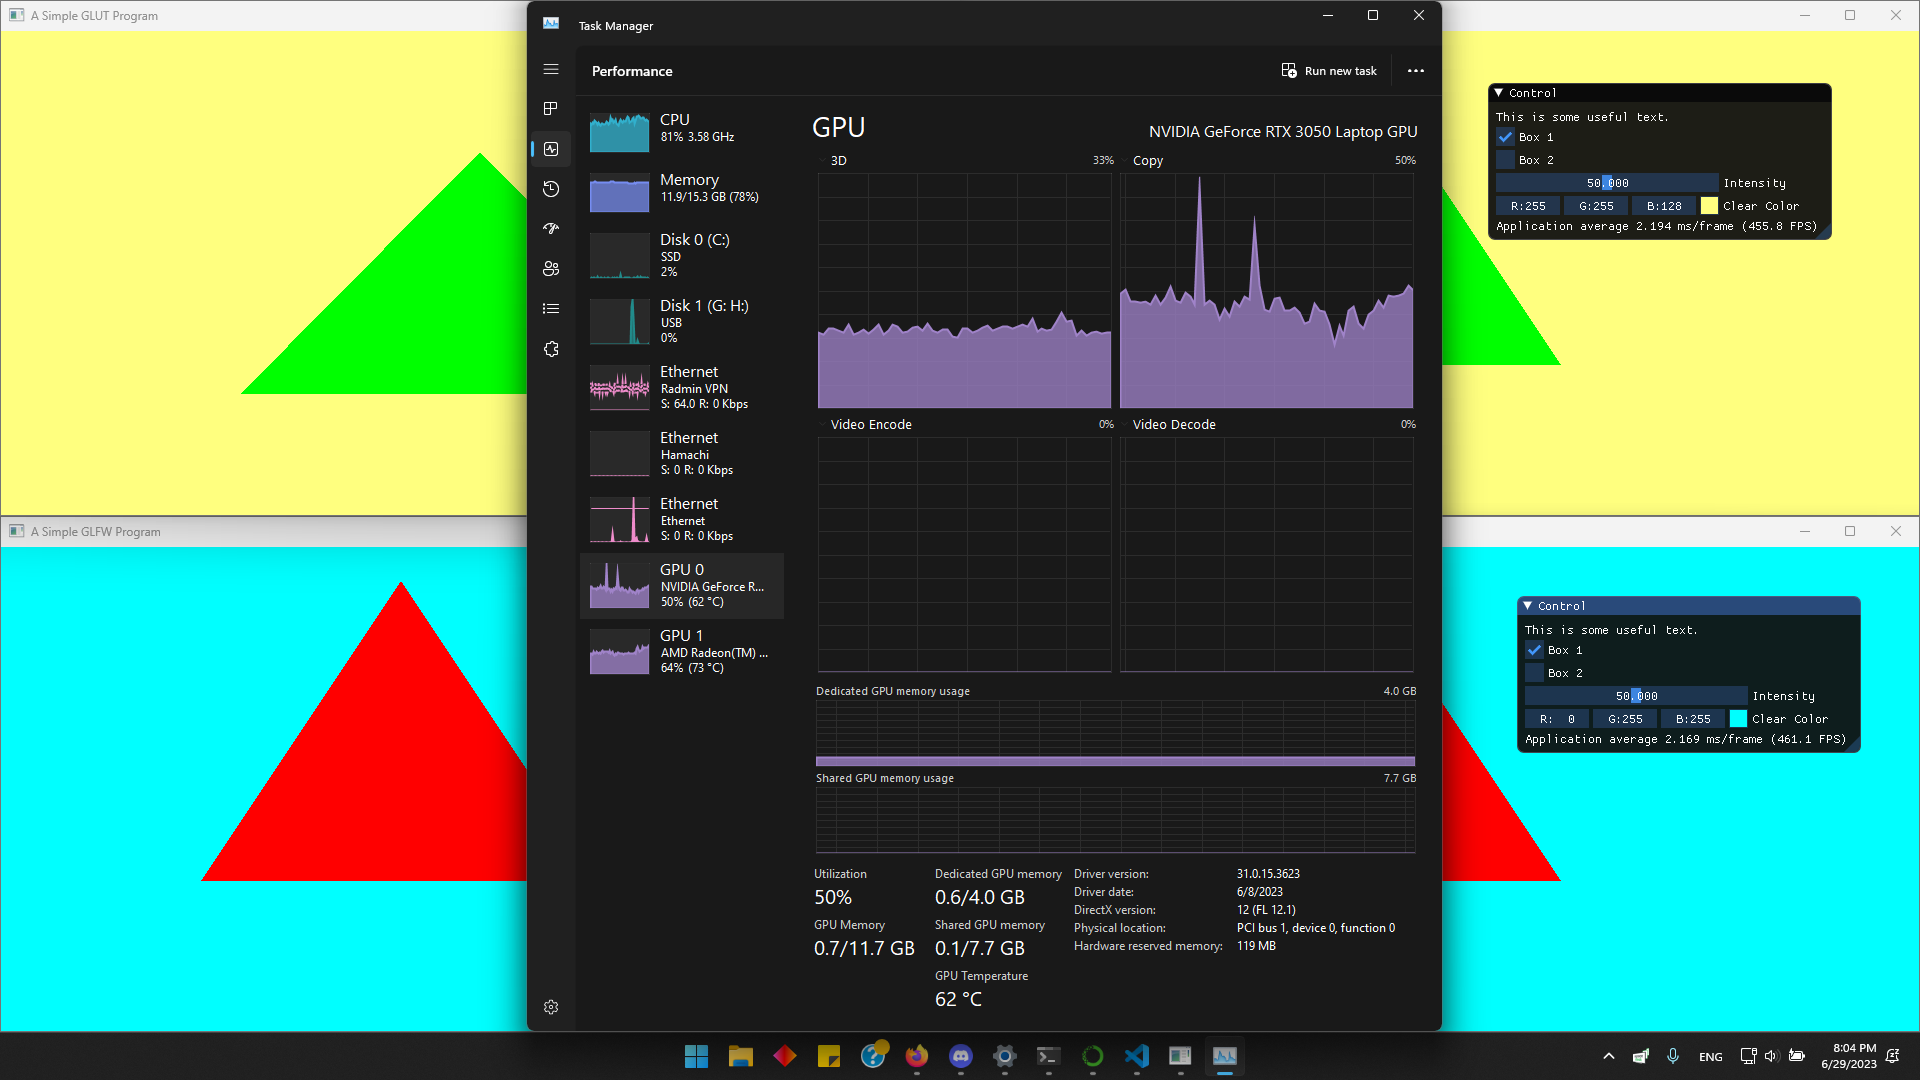 A Simple GLUT Program
Task Manager
Performance
Run new task
CPU
81% 3.58 GHz
Memory
11.9/15.3 GB (78%)
Disk 0 (C:)
SSD
2%
Disk 1 (G: H:)
USB
0%
Ethernet
Radmin VPN
S: 64.0 R: 0 Kbps
Ethernet
Hamachi
S: 0 R: 0 Kbps
Ethernet
Ethernet
S: 0 R: 0 Kbps
GPU 0
NVIDIA GeForce R...
50% (62 °C)
GPU 1
AMD Radeon(TM) ...
64% (73 °C)
GPU
NVIDIA GeForce RTX 3050 Laptop GPU
3D 33%
Copy 50%
Video Encode 0%
Video Decode 0%
Dedicated GPU memory usage 4.0 GB
Shared GPU memory usage 7.7 GB
Utilization
50%
GPU Memory
0.7/11.7 GB
Dedicated GPU memory
0.6/4.0 GB
Shared GPU memory
0.1/7.7 GB
GPU Temperature
62 °C
Driver version: 31.0.15.3623
Driver date: 6/8/2023
DirectX version: 12 (FL 12.1)
Physical location: PCI bus 1, device 0, function 0
Hardware reserved memory: 119 MB
Control
This is some useful text.
Box 1
Box 2
50.000 Intensity
R:255 G:255 B:128 Clear Color
Application average 2.194 ms/frame (455.8 FPS)
A Simple GLFW Program
Control
This is some useful text.
Box 1
Box 2
50.000 Intensity
R: 0 G:255 B:255 Clear Color
Application average 2.169 ms/frame (461.1 FPS)
ENG
8:04 PM
6/29/2023